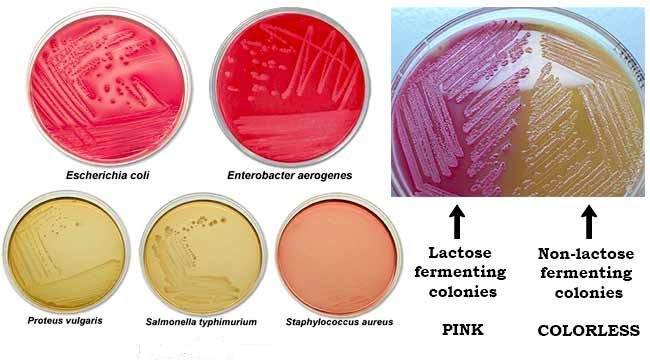 Escherichia coli
Enterobacter aerogenes
Proteus vulgaris
Salmonella typhimurium
Staphylococcus aureus
Lactose
fermenting
colonies
PINK
Non-lactose
fermenting
colonies
COLORLESS